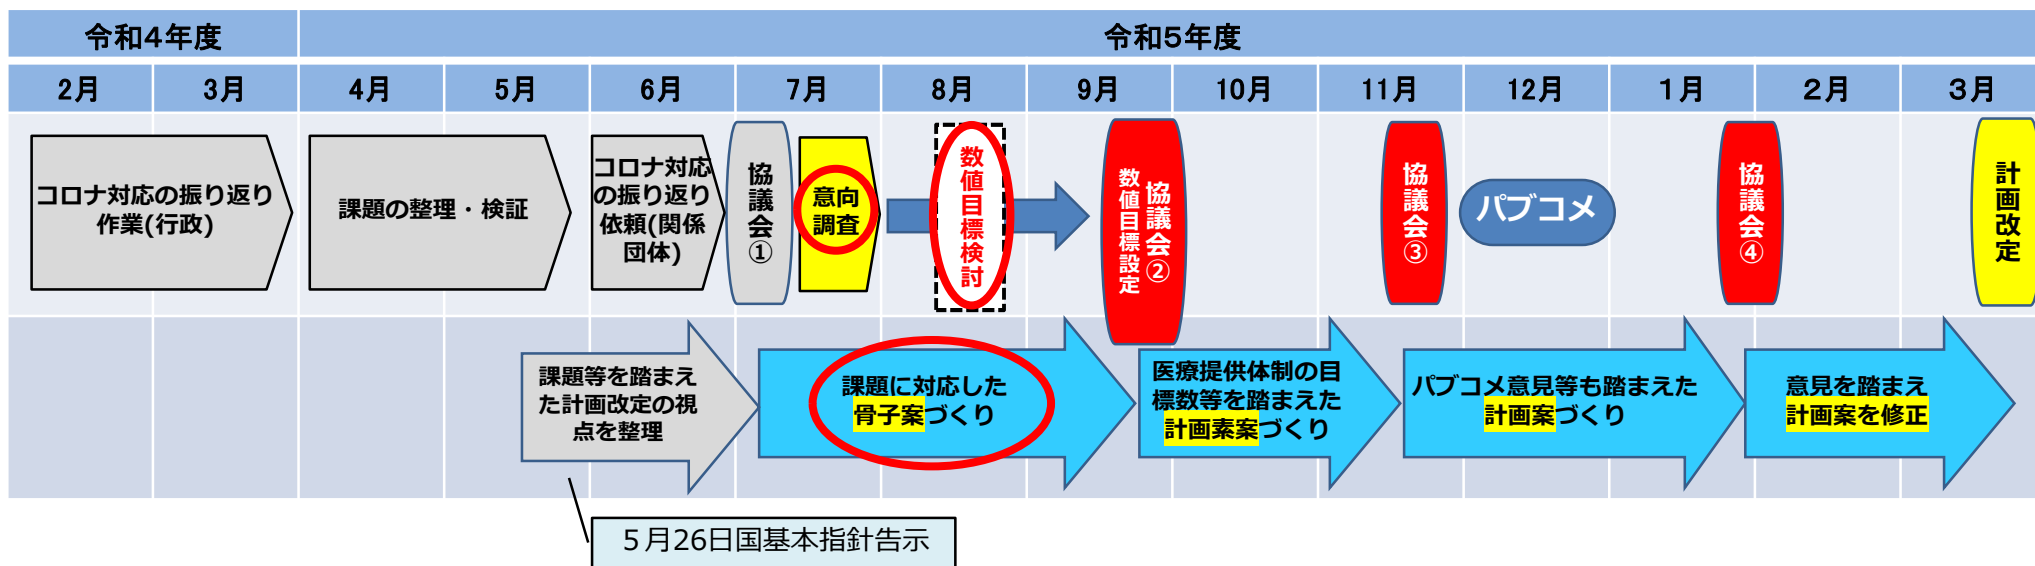 令和４年度
令和５年度
2月
3月
4月
5月
6月
7月
8月
9月
10月
11月
12月
１月
２月
３月
コロナ対応の振り返り
作業(行政)
課題の整理・検証
コロナ対応
の振り返り
依頼(関係
団体)
協議会①
意向
調査
数値目標検討
協議会②
数値目標設定
協議会③
パブコメ
協議会④
計画改定
課題等を踏まえ
た計画改定の視
点を整理
課題に対応した
骨子案づくり
医療提供体制の目
標数等を踏まえた
計画素案づくり
パブコメ意見等も踏まえた
計画案づくり
意見を踏まえ
計画案を修正
５月26日国基本指針告示